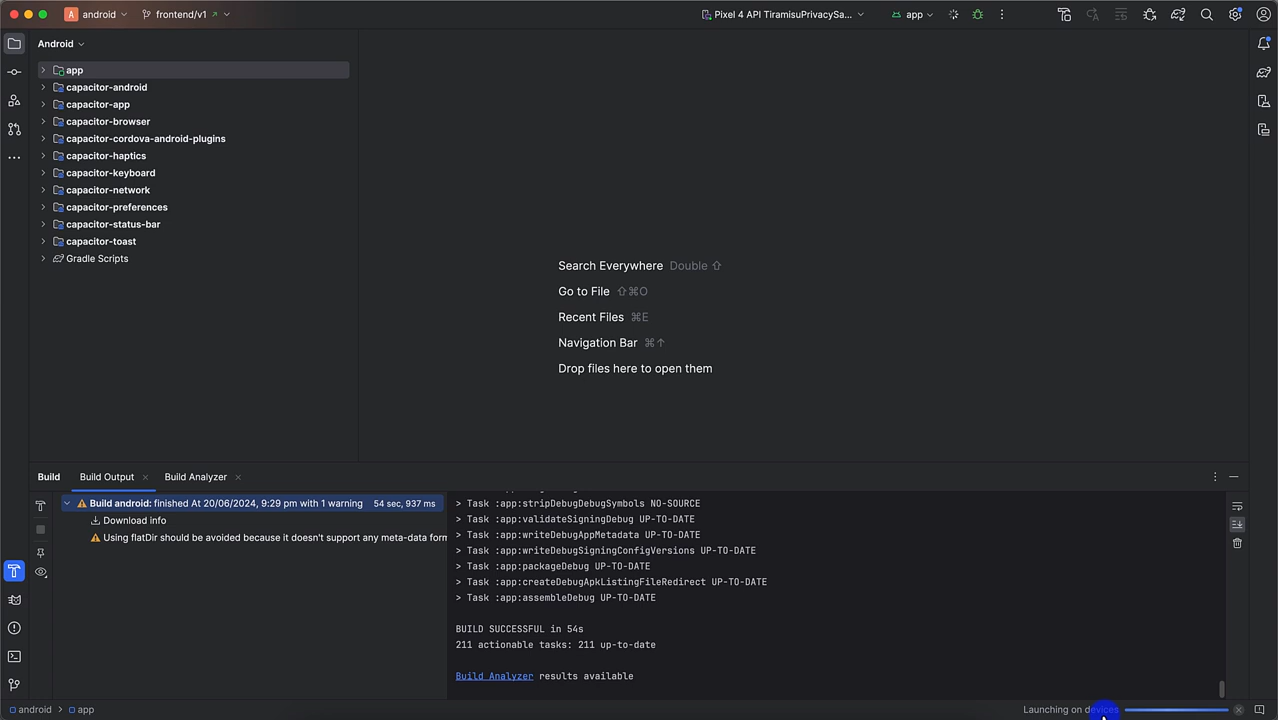 A android frontend/v1 Pixel 4 API TiramisuPrivacySa... app
Android
app
capacitor-android
capacitor-app
capacitor-browser
capacitor-cordova-android-plugins
capacitor-haptics
capacitor-keyboard
capacitor-network
capacitor-preferences
capacitor-status-bar
capacitor-toast
Gradle Scripts
Search Everywhere Double ⇧
Go to File ⇧⌘O
Recent Files ⌘E
Navigation Bar ⌘↑
Drop files here to open them
Build Build Output Build Analyzer
Build android: finished At 20/06/2024, 9:29 pm with 1 warning 54 sec, 937 ms
Download info
Using flatDir should be avoided because it doesn't support any meta-data form
> Task :app:stripDebugDebugSymbols NO-SOURCE
> Task :app:validateSigningDebug UP-TO-DATE
> Task :app:writeDebugAppMetadata UP-TO-DATE
> Task :app:writeDebugSigningConfigVersions UP-TO-DATE
> Task :app:packageDebug UP-TO-DATE
> Task :app:createDebugApkListingFileRedirect UP-TO-DATE
> Task :app:assembleDebug UP-TO-DATE
BUILD SUCCESSFUL in 54s
211 actionable tasks: 211 up-to-date
Build Analyzer results available
android > app
Launching on devices